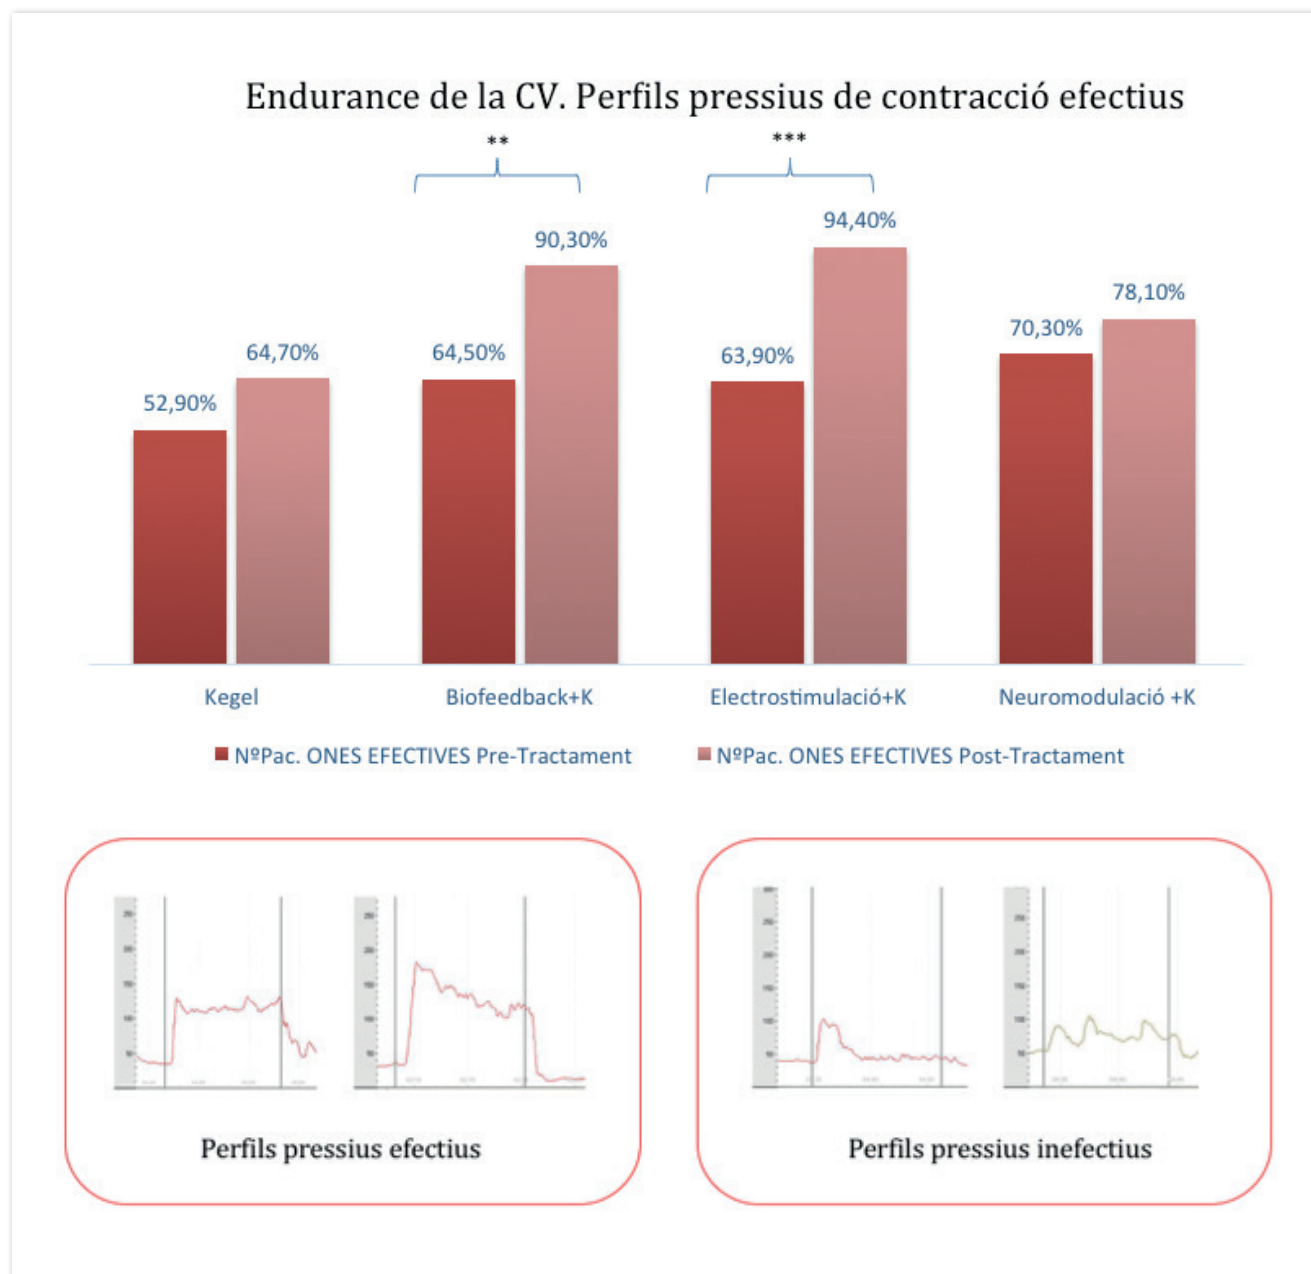 Endurance de la CV. Perfils pressius de contracció efectius
** ***
94,40%
90,30%
78,10%
70,30%
64,70% 64,50% 63,90%
52,90%
Kegel Biofeedback+K Electrostimulació+K Neuromodulació +K
NºPac. ONES EFECTIVES Pre-Tractament NºPac. ONES EFECTIVES Post-Tractament
Perfils pressius efectius Perfils pressius inefectius